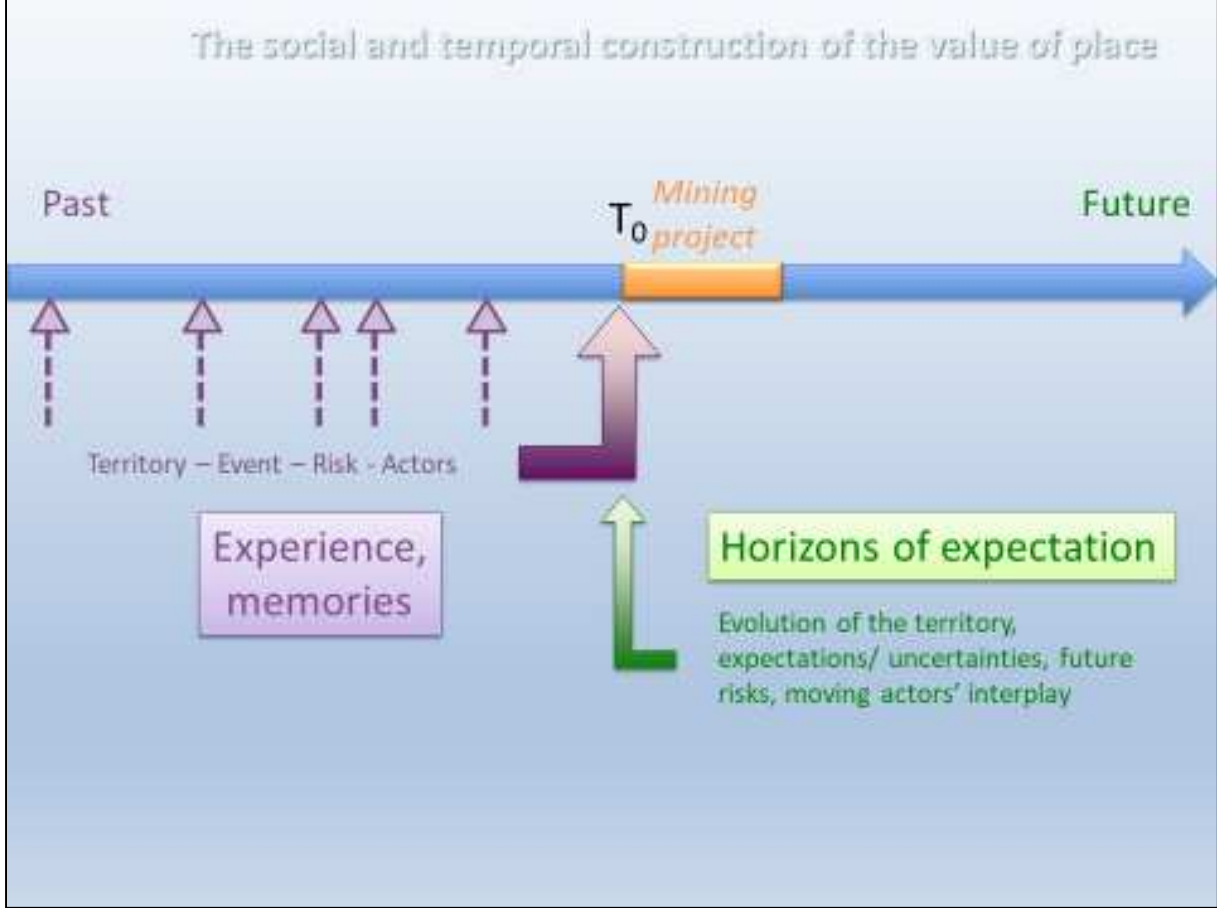 The social and temporal construction of the value of place
Past
T₀
Mining
project
Future
Territory – Event – Risk - Actors
Experience,
memories
Horizons of expectation
Evolution of the territory,
expectations/ uncertainties, future
risks, moving actors’ interplay